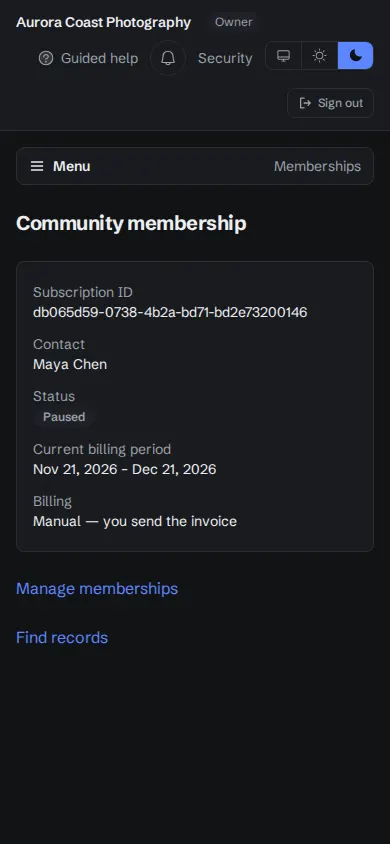 Aurora Coast Photography Owner
Guided help Security
Sign out
Menu Memberships
Community membership
Subscription ID
db065d59-0738-4b2a-bd71-bd2e73200146
Contact
Maya Chen
Status
Paused
Current billing period
Nov 21, 2026 – Dec 21, 2026
Billing
Manual — you send the invoice
Manage memberships
Find records